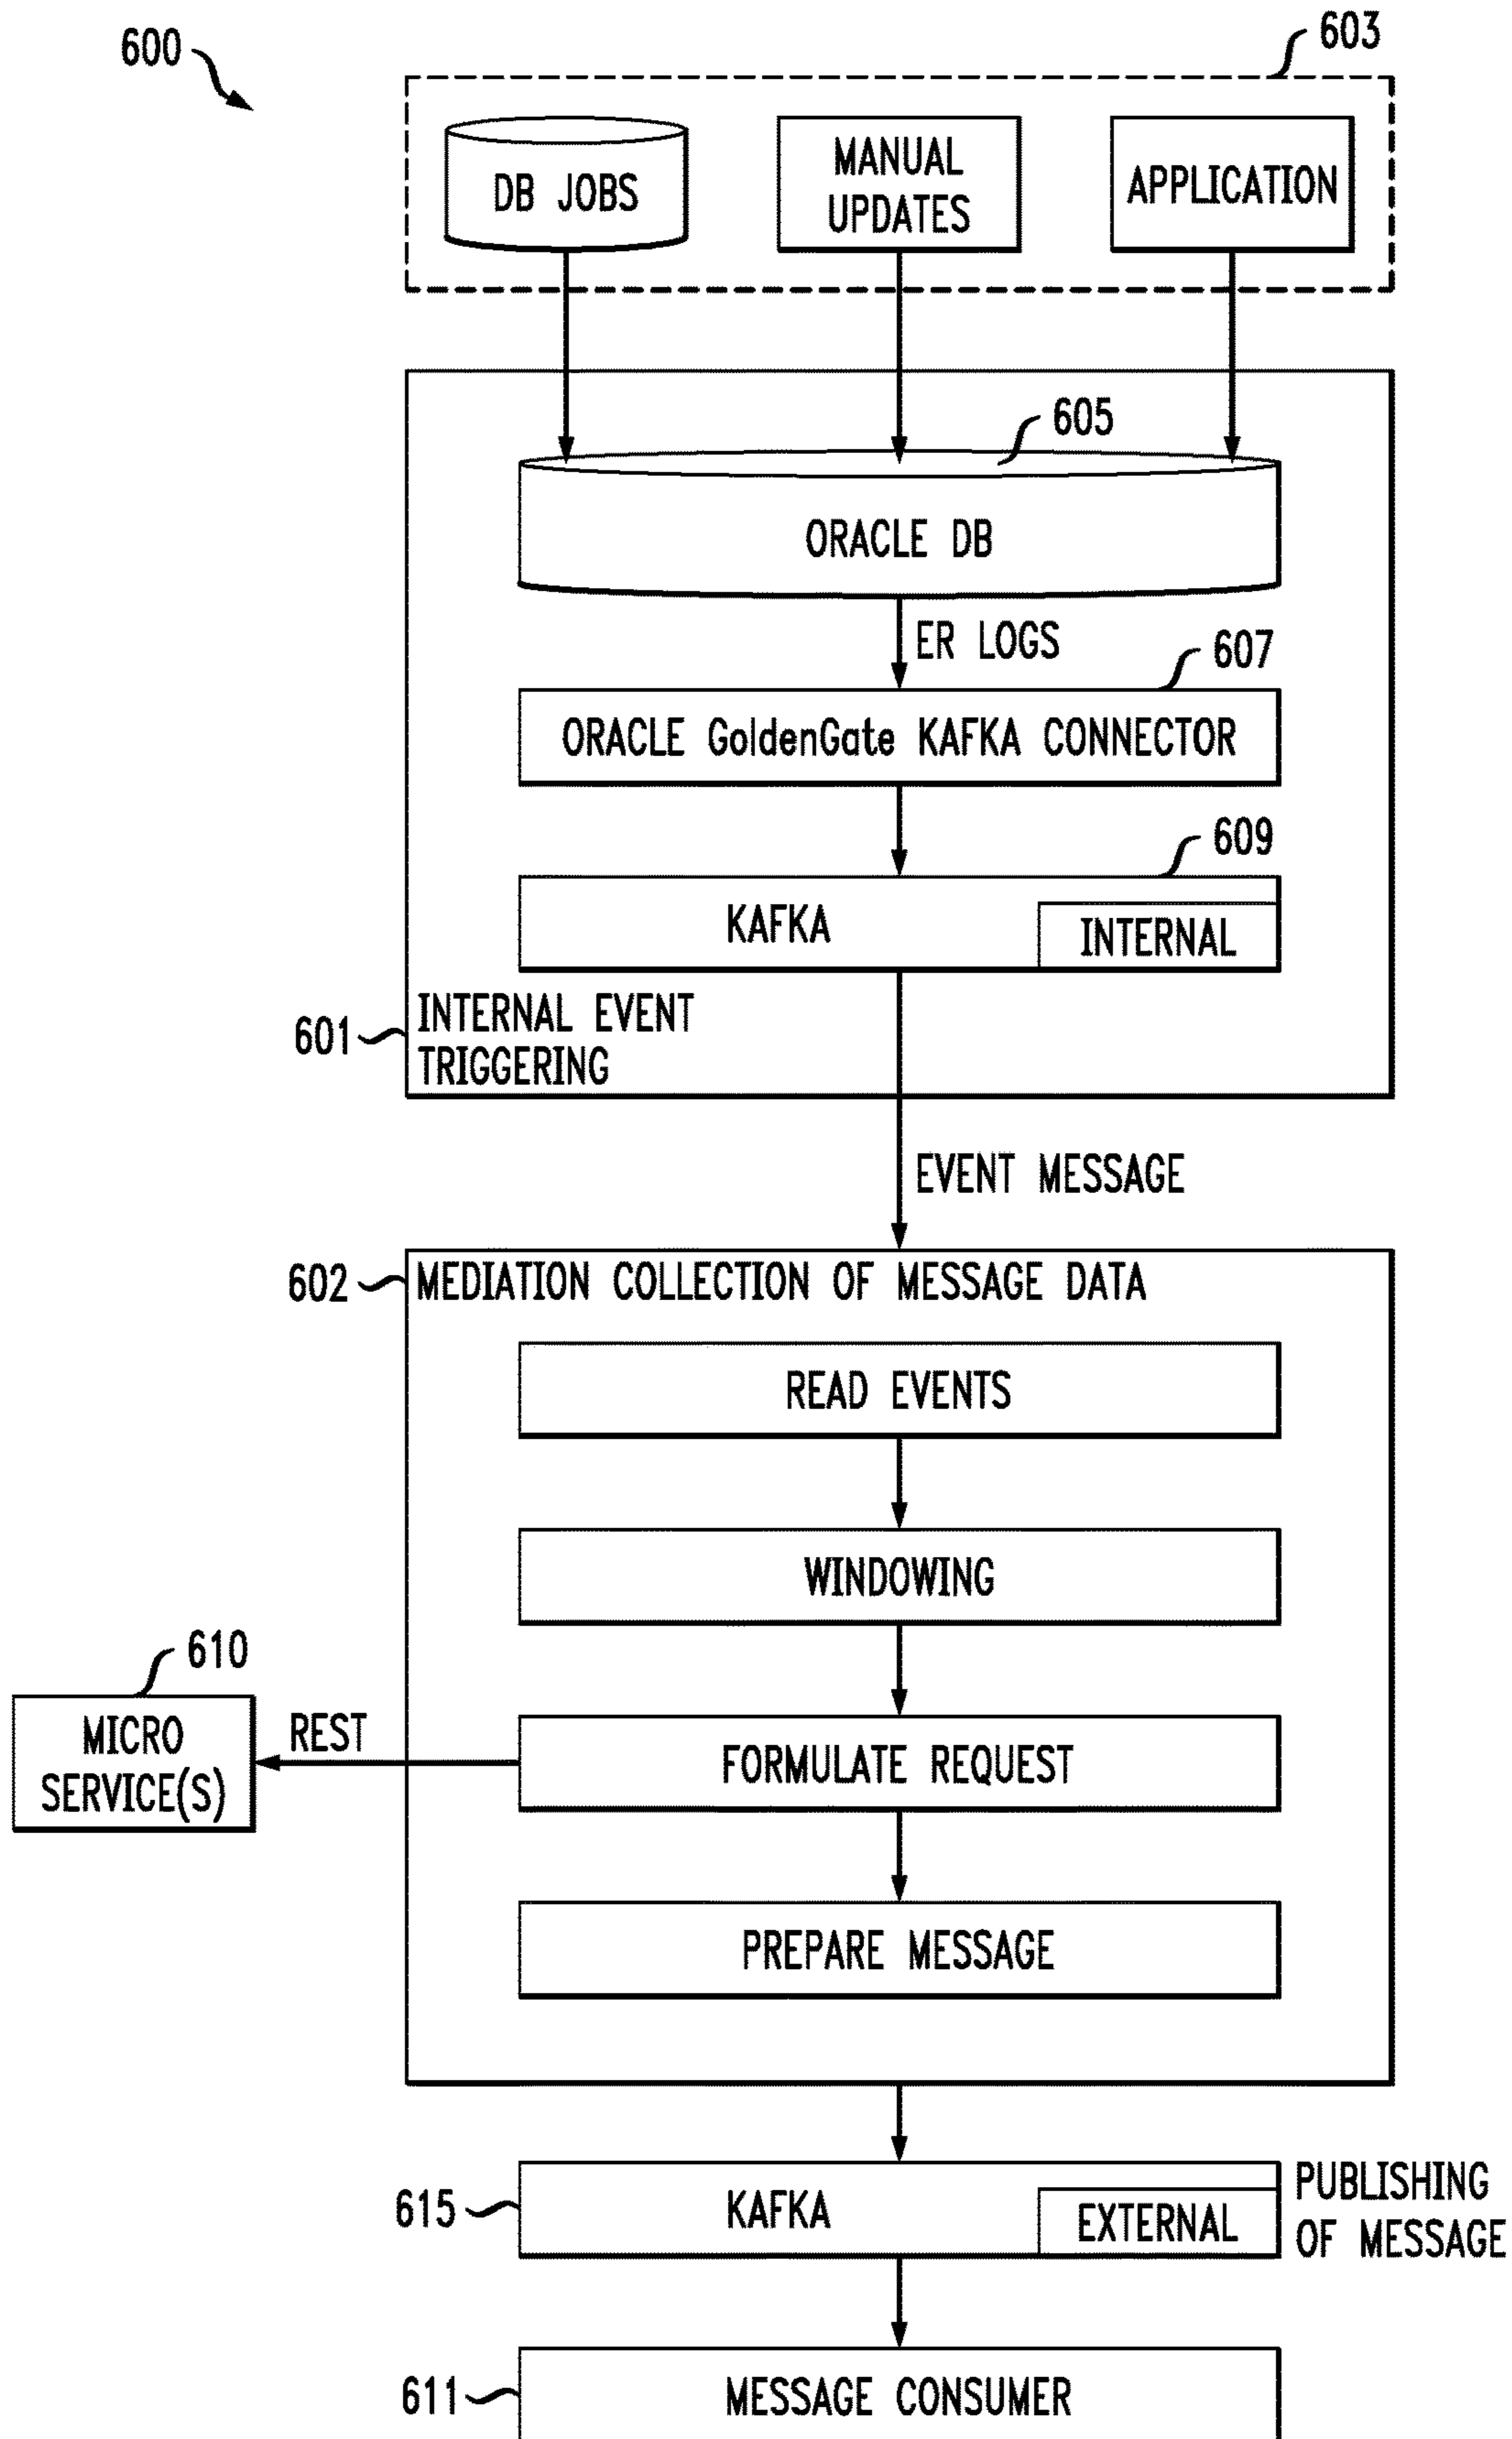 600
603
DB JOBS
MANUAL
UPDATES
APPLICATION
605
ORACLE DB
ER LOGS
607
ORACLE GoldenGate KAFKA CONNECTOR
609
KAFKA
INTERNAL
601
INTERNAL EVENT
TRIGGERING
EVENT MESSAGE
602
MEDIATION COLLECTION OF MESSAGE DATA
READ EVENTS
WINDOWING
610
MICRO
SERVICE(S)
REST
FORMULATE REQUEST
PREPARE MESSAGE
615
KAFKA
EXTERNAL
PUBLISHING
OF MESSAGE
611
MESSAGE CONSUMER